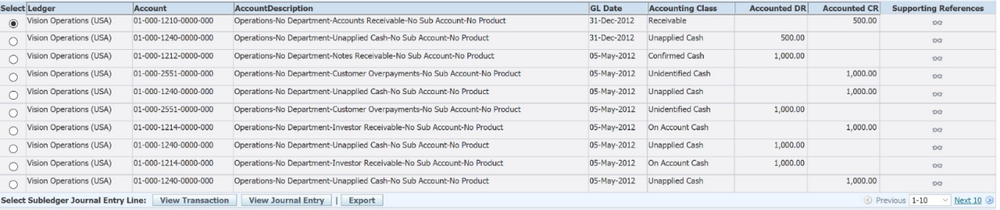 Select Ledger Account AccountDescription GL Date Accounting Class Accounted DR Accounted CR Supporting References
Vision Operations (USA) 01-000-1210-0000-000 Operations-No Department-Accounts Receivable-No Sub Account-No Product 31-Dec-2012 Receivable 500.00
Vision Operations (USA) 01-000-1240-0000-000 Operations-No Department-Unapplied Cash-No Sub Account-No Product 31-Dec-2012 Unapplied Cash 500.00
Vision Operations (USA) 01-000-1212-0000-000 Operations-No Department-Notes Receivable-No Sub Account-No Product 05-May-2012 Confirmed Cash 1,000.00
Vision Operations (USA) 01-000-2551-0000-000 Operations-No Department-Customer Overpayments-No Sub Account-No Product 05-May-2012 Unidentified Cash 1,000.00
Vision Operations (USA) 01-000-1240-0000-000 Operations-No Department-Unapplied Cash-No Sub Account-No Product 05-May-2012 Unapplied Cash 1,000.00
Vision Operations (USA) 01-000-2551-0000-000 Operations-No Department-Customer Overpayments-No Sub Account-No Product 05-May-2012 Unidentified Cash 1,000.00
Vision Operations (USA) 01-000-1214-0000-000 Operations-No Department-Investor Receivable-No Sub Account-No Product 05-May-2012 On Account Cash 1,000.00
Vision Operations (USA) 01-000-1240-0000-000 Operations-No Department-Unapplied Cash-No Sub Account-No Product 05-May-2012 Unapplied Cash 1,000.00
Vision Operations (USA) 01-000-1214-0000-000 Operations-No Department-Investor Receivable-No Sub Account-No Product 05-May-2012 On Account Cash 1,000.00
Vision Operations (USA) 01-000-1240-0000-000 Operations-No Department-Unapplied Cash-No Sub Account-No Product 05-May-2012 Unapplied Cash 1,000.00
Select Subledger Journal Entry Line: View Transaction View Journal Entry | Export Previous 1-10 Next 10